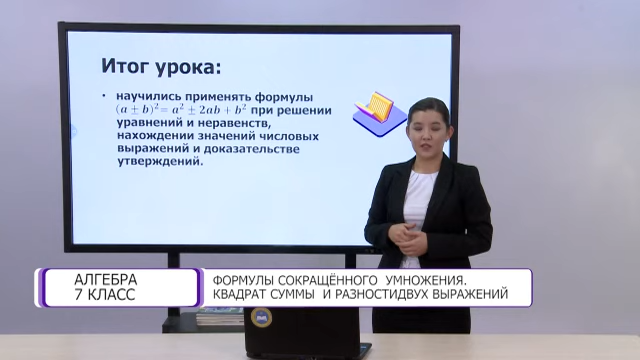 Итог урока:
• научились применять формулы
(a ± b)² = a² ± 2ab + b² при решении
уравнений и неравенств,
нахождении значений числовых
выражений и доказательстве
утверждений.
АЛГЕБРА
7 КЛАСС
ФОРМУЛЫ СОКРАЩЁННОГО УМНОЖЕНИЯ.
КВАДРАТ СУММЫ И РАЗНОСТИДВУХ ВЫРАЖЕНИЙ